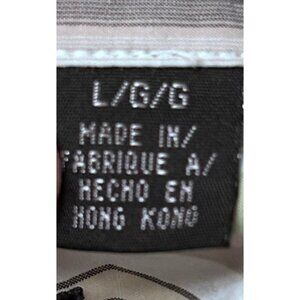 L/G/G
MADE IN/
FABRIQUE A/
HECHO EN
HONG KONG